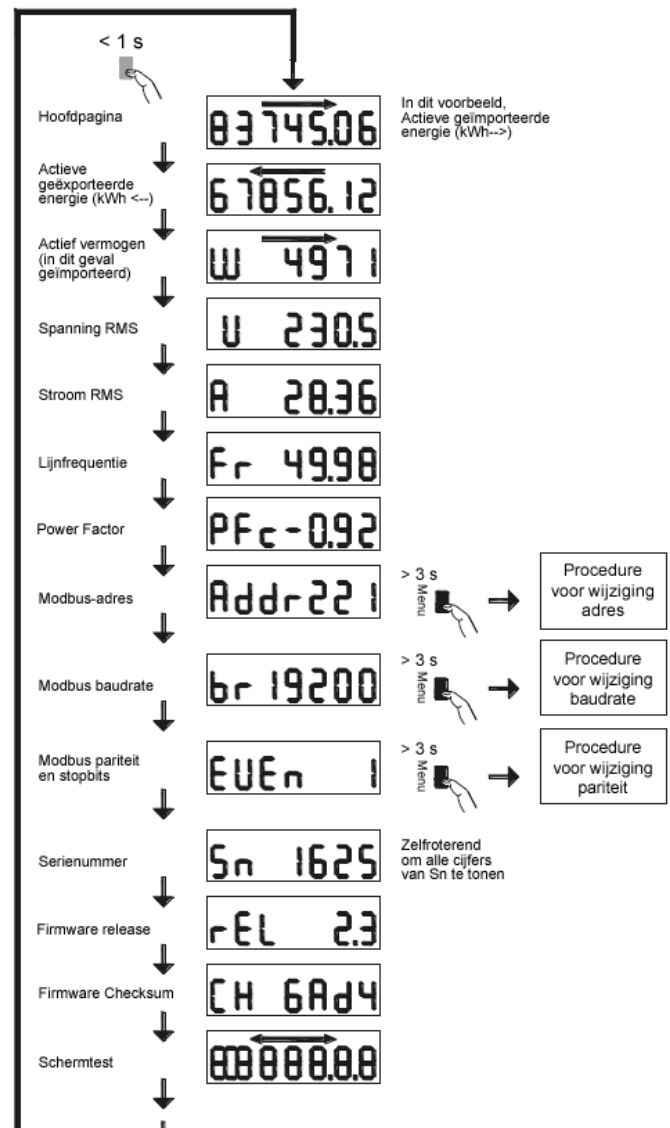 < 1 s
Hoofdpagina
83745.06
In dit voorbeeld,
Actieve geïmporteerde
energie (kWh-->)
Actieve
geëxporteerde
energie (kWh <--)
67856.12
Actief vermogen
(in dit geval
geïmporteerd)
W 4971
Spanning RMS
U 230.5
Stroom RMS
A 28.36
Lijnfrequentie
Fr 49.98
Power Factor
PFc-0.92
Modbus-adres
Addr221
> 3 s
Menu
Procedure
voor wijziging
adres
Modbus baudrate
br 19200
> 3 s
Menu
Procedure
voor wijziging
baudrate
Modbus pariteit
en stopbits
EUEn 1
> 3 s
Menu
Procedure
voor wijziging
pariteit
Serienummer
Sn 1625
Zelfroterend
om alle cijfers
van Sn te tonen
Firmware release
rEL 2.3
Firmware Checksum
CH 6Ad4
Schermtest
888888.8.8